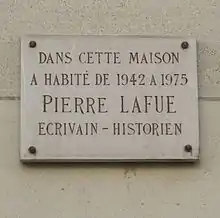 DANS CETTE MAISON
A HABITÉ DE 1942 A 1975
PIERRE LAFUE
ECRIVAIN - HISTORIEN